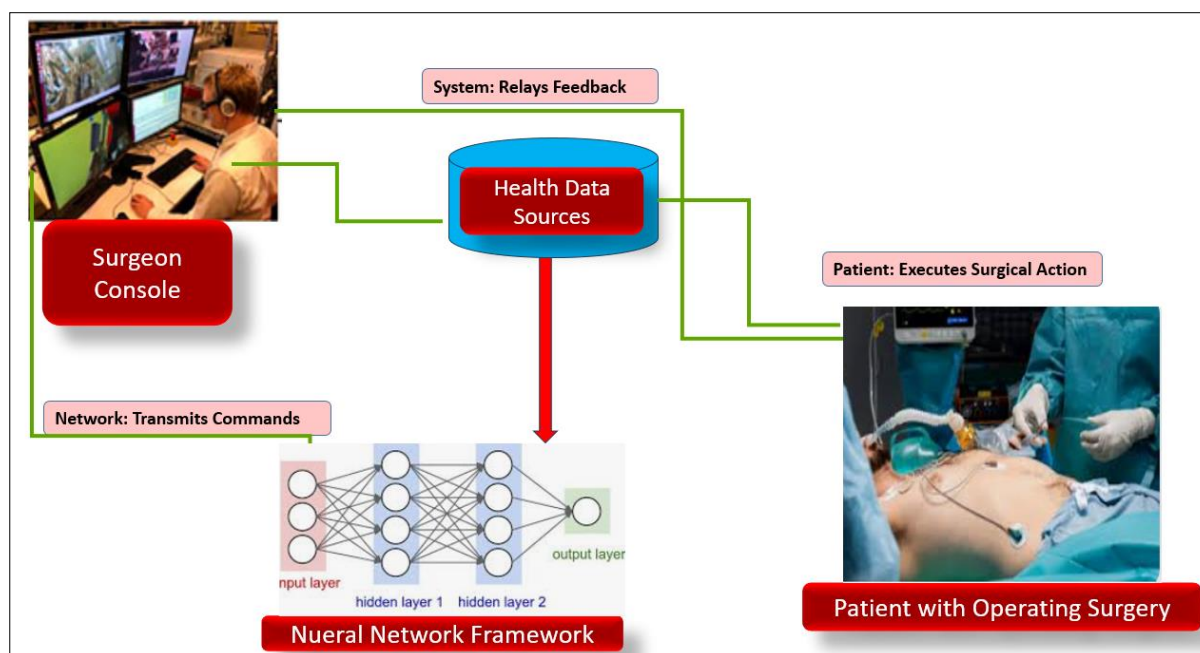 System: Relays Feedback
Health Data
Sources
Surgeon
Console
Patient: Executes Surgical Action
Network: Transmits Commands
nput layer
hidden layer 1
hidden layer 2
output layer
Nueral Network Framework
Patient with Operating Surgery